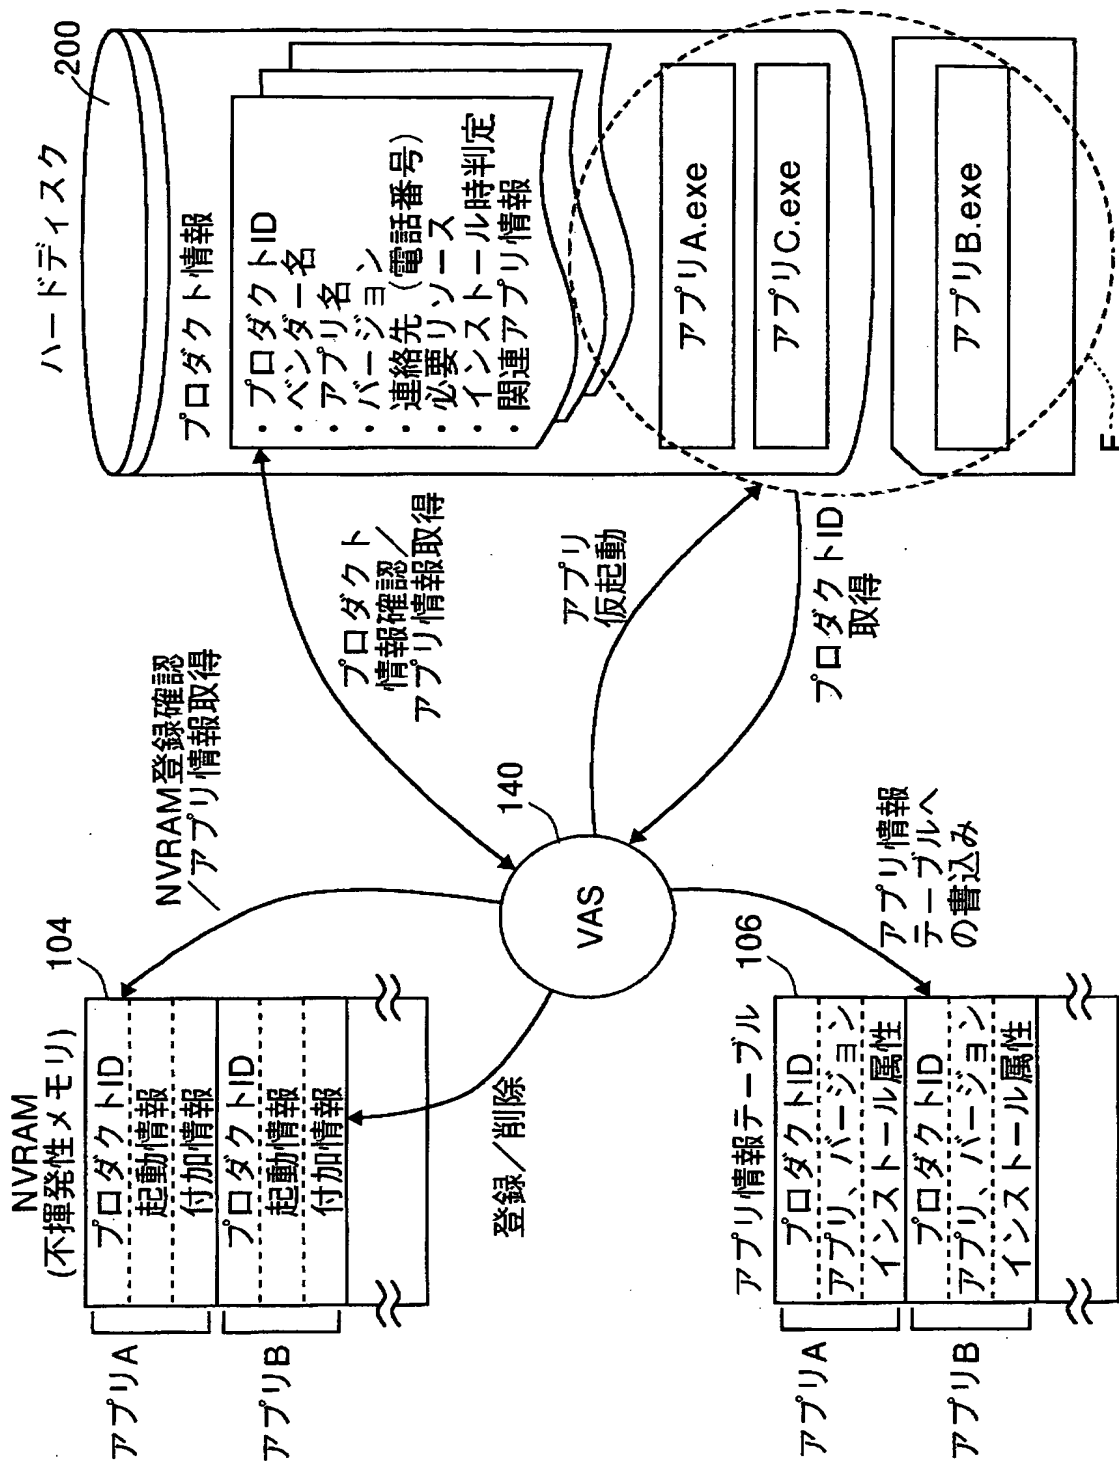 NVRAM
(不揮発性メモリ)
104
アプリA
プロダクトID
起動情報
付加情報
アプリB
プロダクトID
起動情報
付加情報
NVRAM登録確認
/アプリ情報取得
登録/削除
VAS
140
プロダクト
情報確認/
アプリ情報取得
アプリ
仮起動
プロダクトID
取得
アプリ情報
テーブルへ
の書込み
アプリ情報テーブル
106
アプリA
プロダクトID
アプリ、バージョン
インストール属性
アプリB
プロダクトID
アプリ、バージョン
インストール属性
ハードディスク
200
プロダクト情報
・プロダクトID
・ベンダー名
・アプリ名
・バージョン
・連絡先(電話番号)
・必要リソース
・インストール時判定
・関連アプリ情報
アプリA.exe
アプリC.exe
アプリB.exe
F